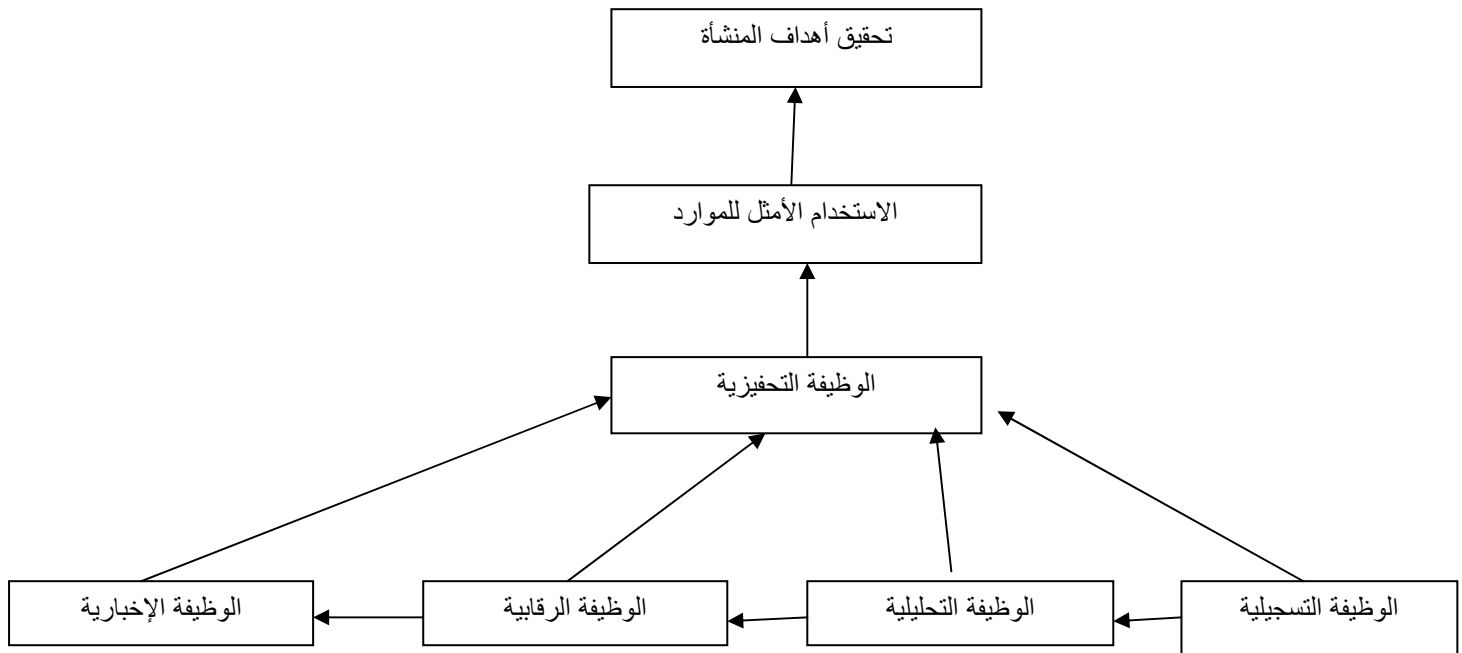 تحقيق أهداف المنشأة
الاستخدام الأمثل للموارد
الوظيفة التحفيزية
الوظيفة التسجيلية
الوظيفة التحليلية
الوظيفة الرقابية
الوظيفة الإخبارية